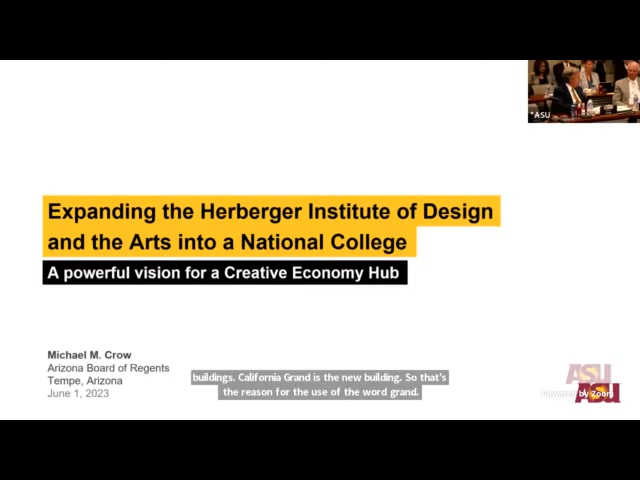 ASU
Expanding the Herberger Institute of Design
and the Arts into a National College
A powerful vision for a Creative Economy Hub
Michael M. Crow
Arizona Board of Regents
Tempe, Arizona
June 1, 2023
buildings. California Grand is the new building. So that's
the reason for the use of the word grand.
ASU
Powered by Zoom
ASU